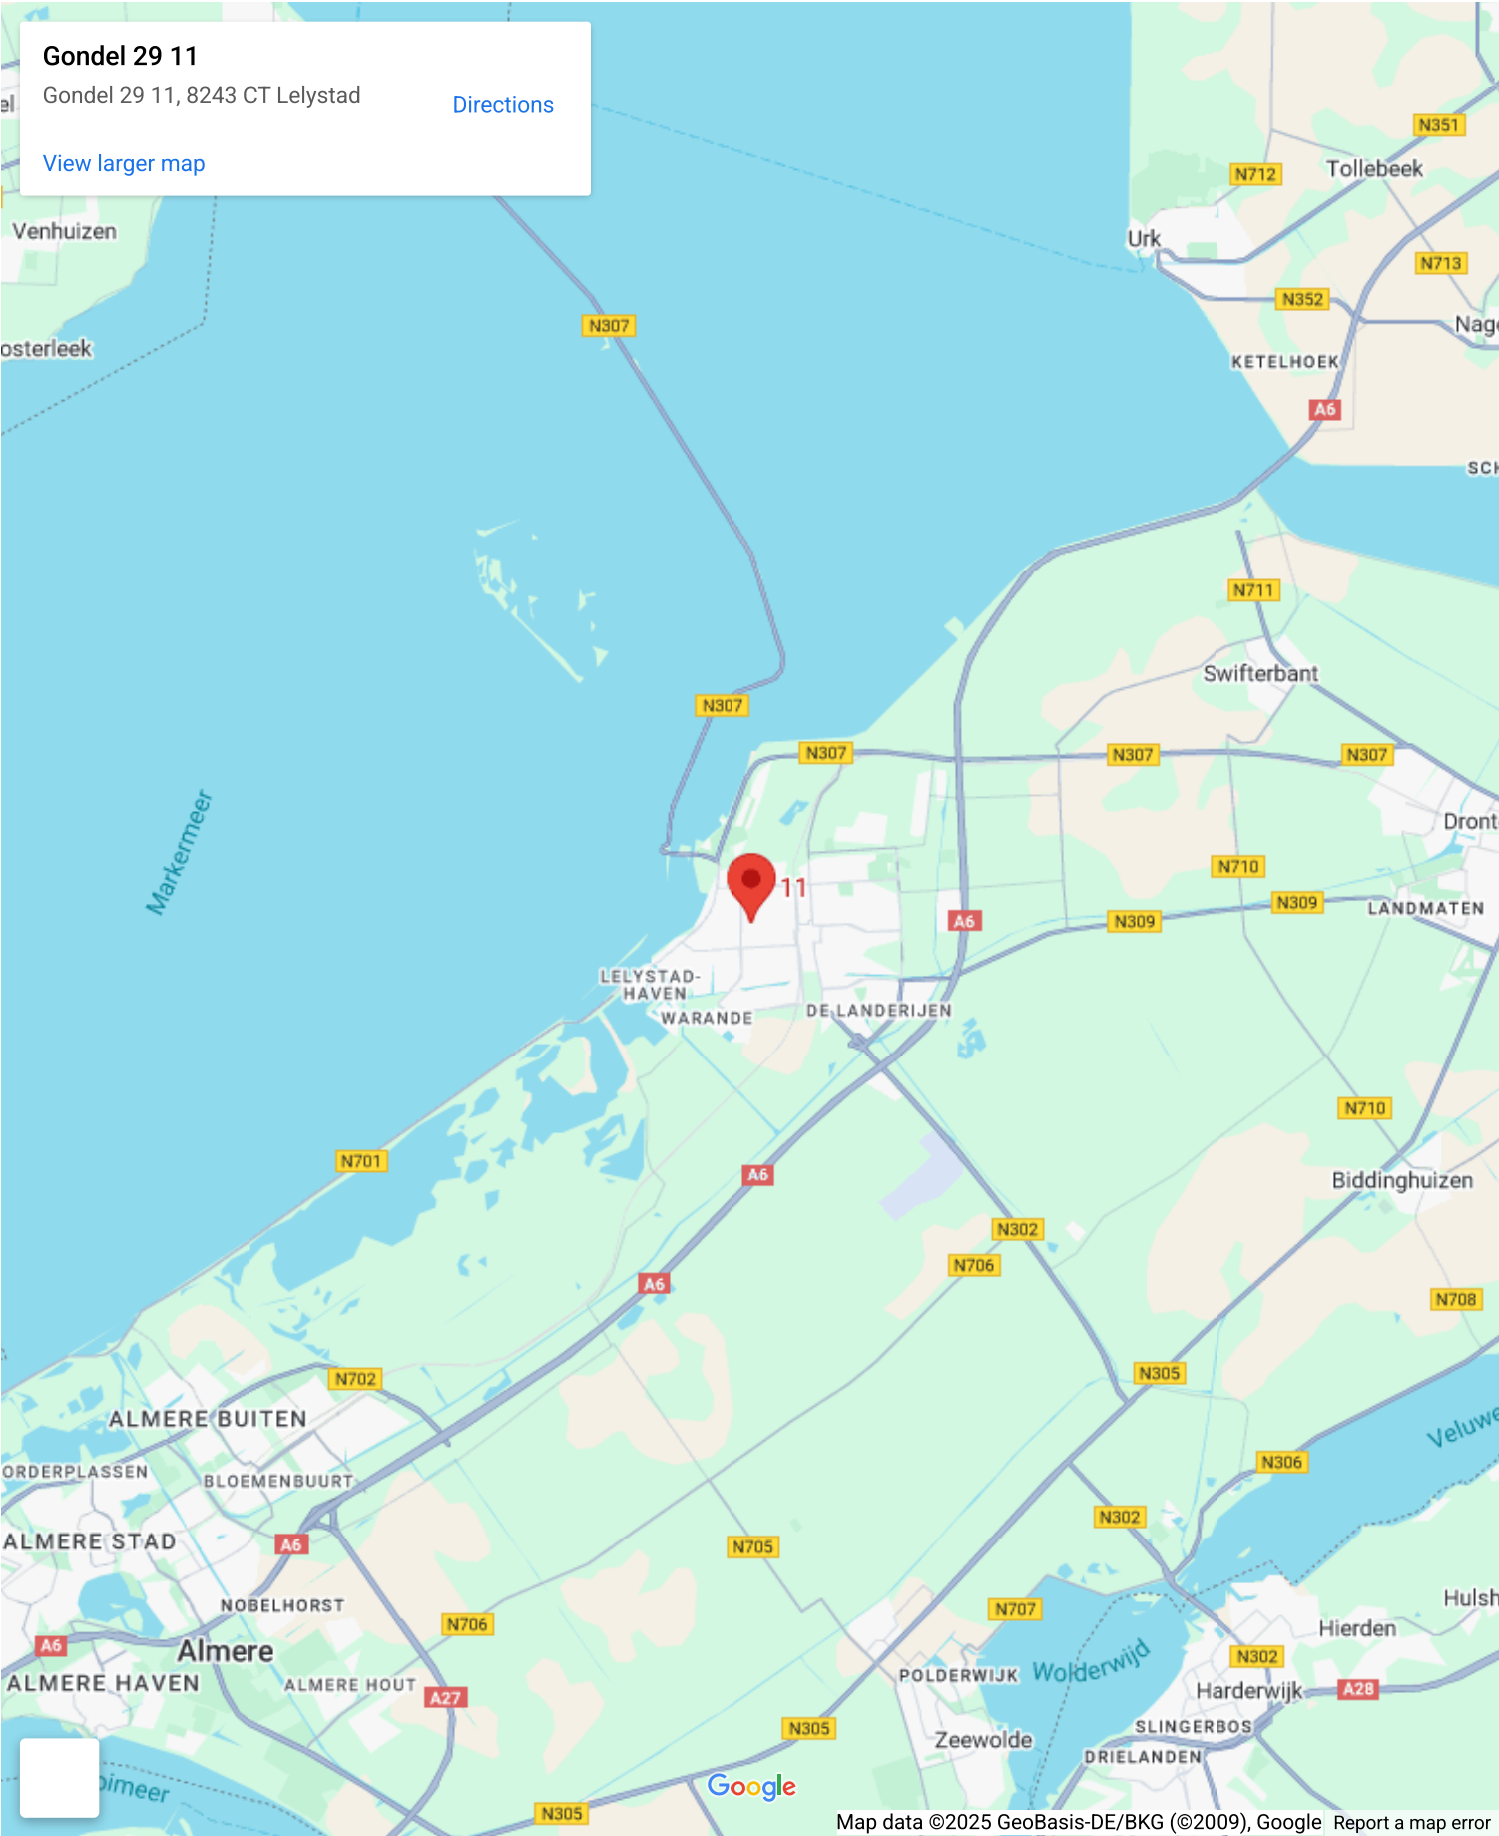 Gondel 29 11
Gondel 29 11, 8243 CT Lelystad
Directions
View larger map
N351
Tollebeek
N712
Venhuizen
Urk
N713
N352
N307
Nag
osterleek
KETELHOEK
A6
SCH
N711
Swifterbant
N307
N307
N307
N307
Markermeer
Dront
N710
11
N309
LANDMATEN
A6
N309
LELYSTAD-
HAVEN
WARANDE
DE LANDERIJEN
N710
N701
A6
Biddinghuizen
N302
N706
A6
N708
N305
N702
ALMERE BUITEN
Veluwe
N306
ORDERPLASSEN
BLOEMENBUURT
N302
ALMERE STAD
A6
N705
NOBELHORST
N707
Hulsh
N706
Hierden
A6
Almere
N302
Wolderwijd
POLDERWIJK
ALMERE HAVEN
ALMERE HOUT
A27
Harderwijk
A28
N305
SLINGERBOS
Zeewolde
DRIELANDEN
oimeer
Google
N305
Map data ©2025 GeoBasis-DE/BKG (©2009), Google
Report a map error